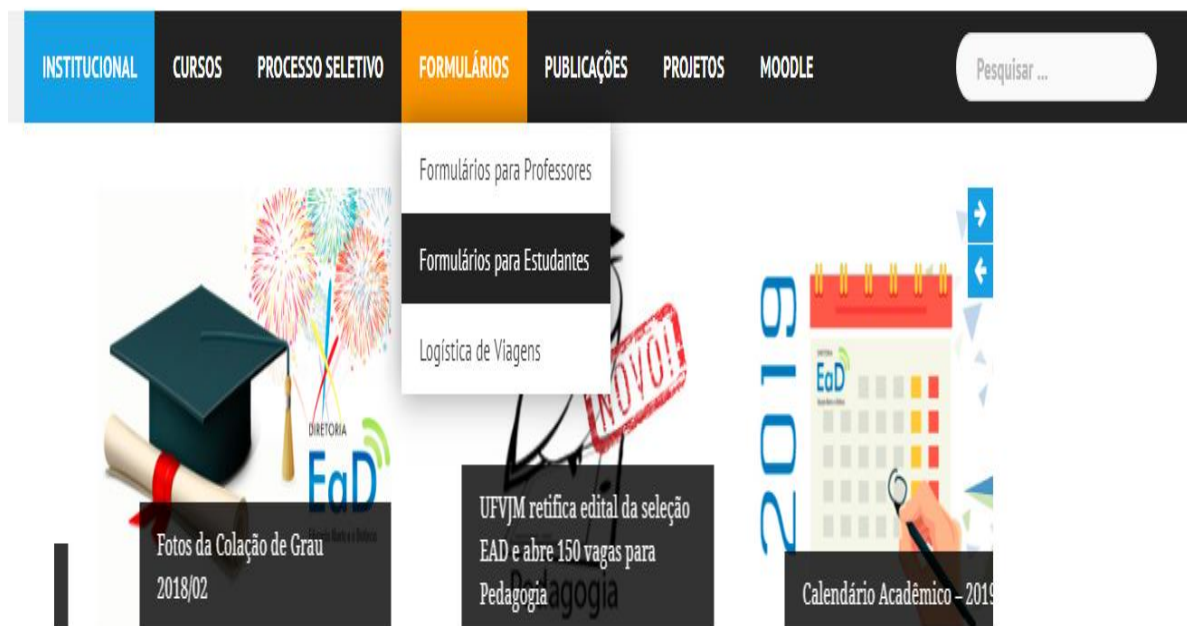 INSTITUCIONAL CURSOS PROCESSO SELETIVO FORMULÁRIOS PUBLICAÇÕES PROJETOS MOODLE Pesquisar ...
Formulários para Professores
Formulários para Estudantes
Logística de Viagens
DIRETORIA
EaD
Fotos da Colação de Grau
2018/02
NOVO!
UFVJM retifica edital da seleção
EAD e abre 150 vagas para
Pedagogia
Pedagogia
2019
EaD
Calendário Acadêmico – 2019